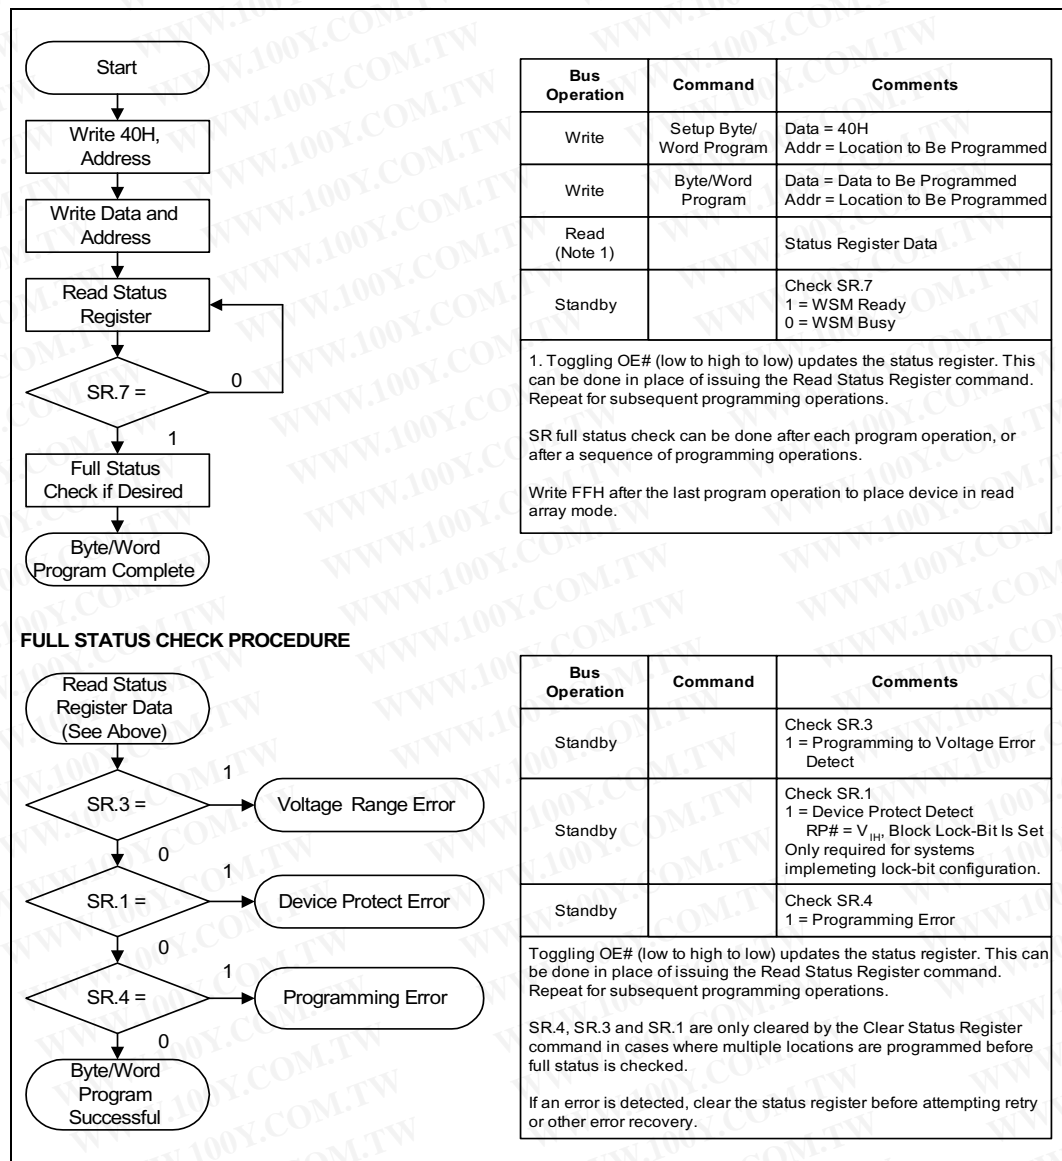 Start
Write 40H,
Address
Write Data and
Address
Read Status
Register
SR.7 =
0
1
Full Status
Check if Desired
Byte/Word
Program Complete
Bus
Operation
Command
Comments
Write
Setup Byte/
Word Program
Data = 40H
Addr = Location to Be Programmed
Write
Byte/Word
Program
Data = Data to Be Programmed
Addr = Location to Be Programmed
Read
(Note 1)
Status Register Data
Standby
Check SR.7
1 = WSM Ready
0 = WSM Busy
1. Toggling OE# (low to high to low) updates the status register. This
can be done in place of issuing the Read Status Register command.
Repeat for subsequent programming operations.
SR full status check can be done after each program operation, or
after a sequence of programming operations.
Write FFH after the last program operation to place device in read
array mode.
FULL STATUS CHECK PROCEDURE
Read Status
Register Data
(See Above)
SR.3 =
1
Voltage Range Error
0
SR.1 =
1
Device Protect Error
0
SR.4 =
1
Programming Error
0
Byte/Word
Program
Successful
Bus
Operation
Command
Comments
Standby
Check SR.3
1 = Programming to Voltage Error
Detect
Standby
Check SR.1
1 = Device Protect Detect
RP# = VIH, Block Lock-Bit Is Set
Only required for systems
implemeting lock-bit configuration.
Standby
Check SR.4
1 = Programming Error
Toggling OE# (low to high to low) updates the status register. This can
be done in place of issuing the Read Status Register command.
Repeat for subsequent programming operations.
SR.4, SR.3 and SR.1 are only cleared by the Clear Status Register
command in cases where multiple locations are programmed before
full status is checked.
If an error is detected, clear the status register before attempting retry
or other error recovery.
WWW.100Y.COM.TW